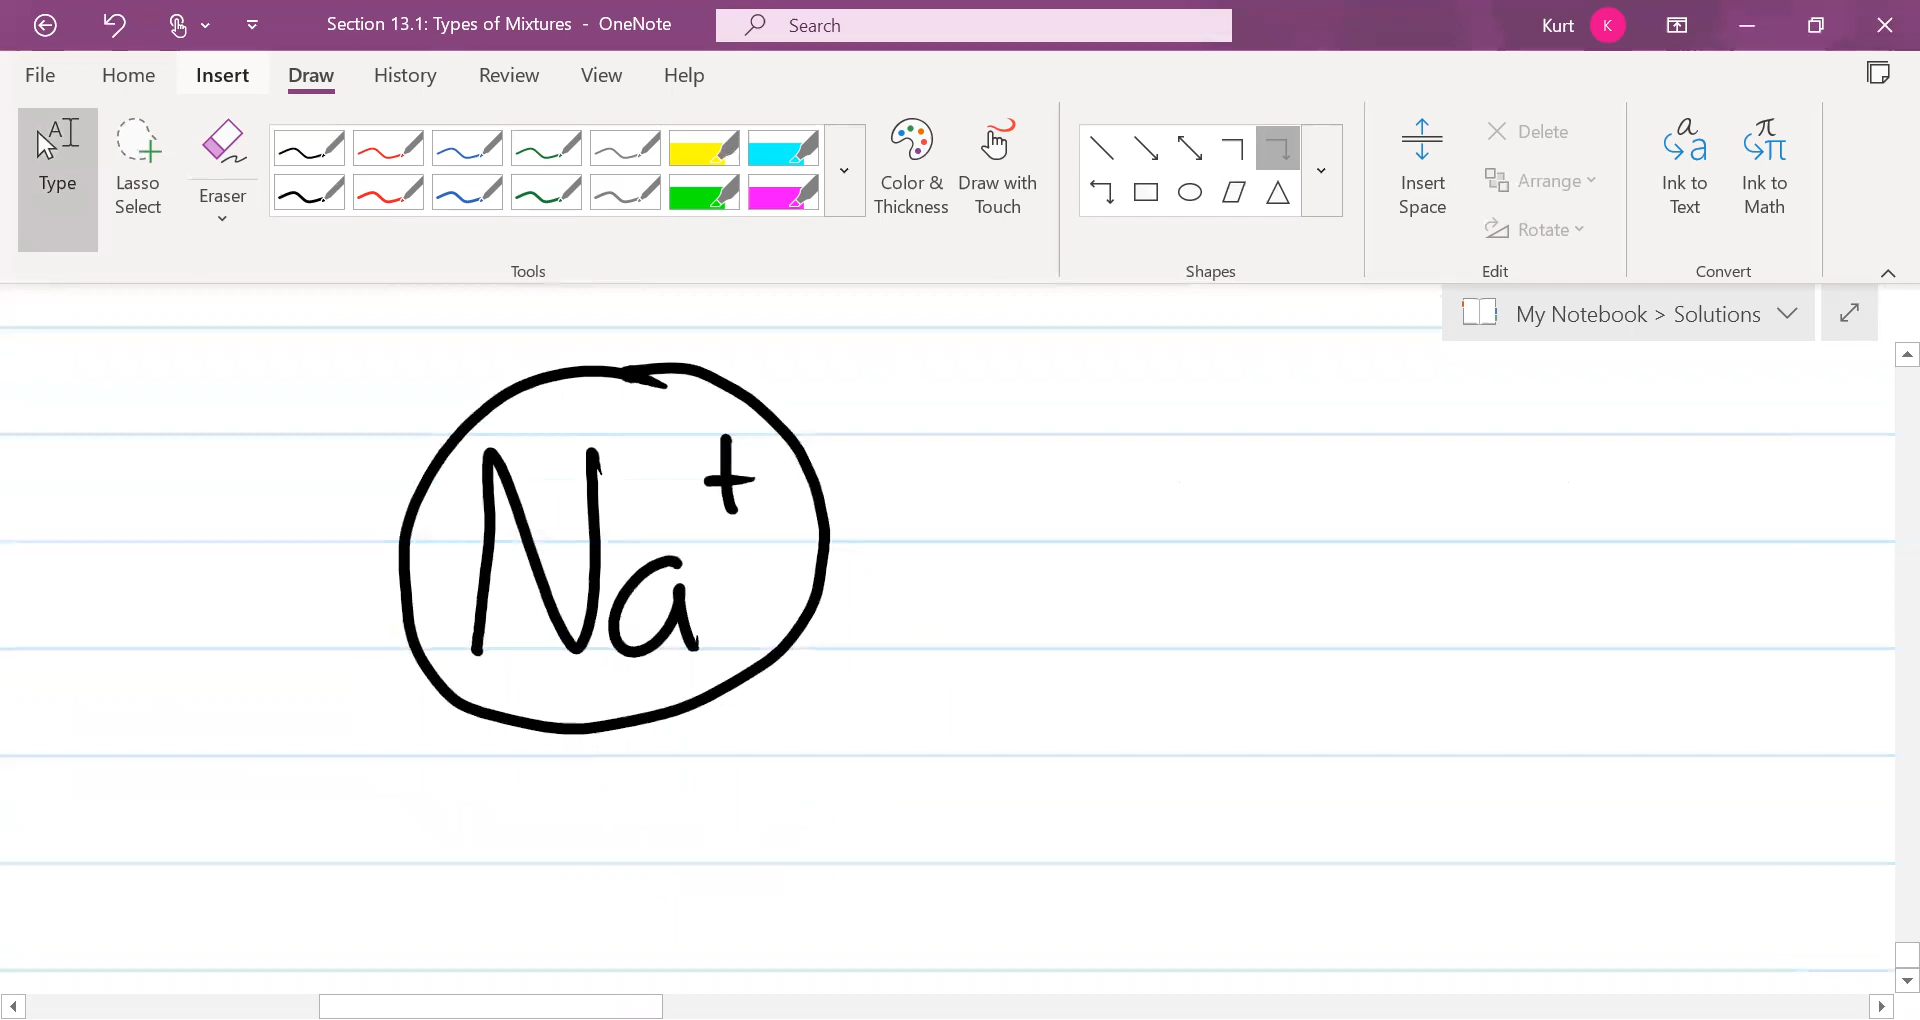 Section 13.1: Types of Mixtures - OneNote
Search
Kurt
K
File Home Insert Draw History Review View Help
Type
Lasso Select
Eraser
Color & Thickness
Draw with Touch
Insert Space
Delete
Arrange
Rotate
a a
Ink to Text
π π
Ink to Math
Tools
Shapes
Edit
Convert
My Notebook > Solutions
Na+